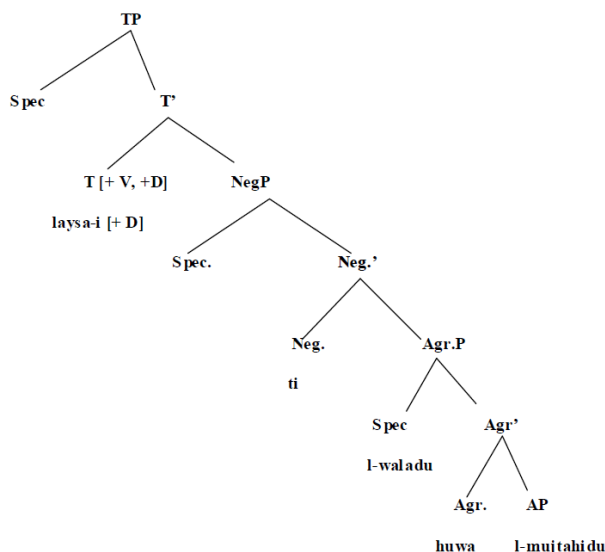 TP
Spec T’
T [+ V, +D] NegP
laysa-i [+ D]
Spec. Neg.’
Neg. Agr.P
ti
Spec Agr’
l-waladu
Agr. AP
huwa l-mujtahidu